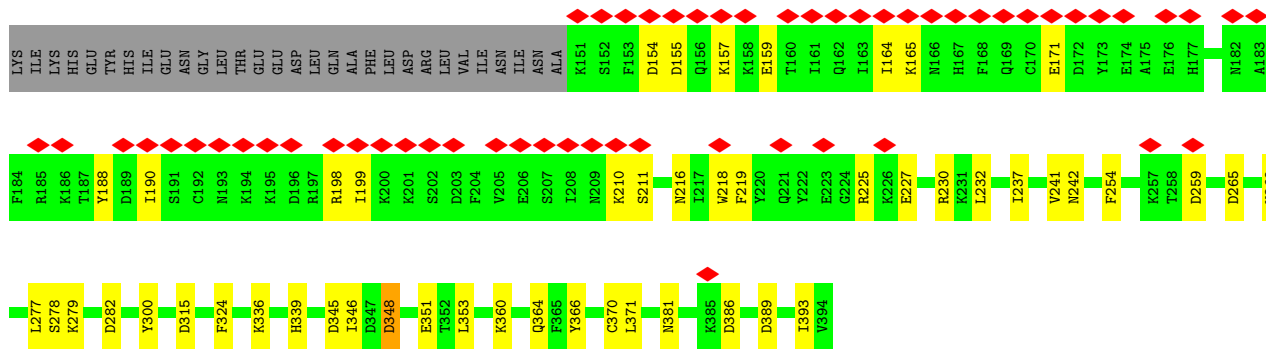 LYS ILE LYS HIS GLU TYR HIS ILE GLU ASN GLY LEU THR GLU GLU ASP LEU GLN ALA PHE LEU ASP ARG LEU VAL ILE ASN ILE ASN ALA K151 S152 F153 D154 D155 Q156 K157 K158 E159 T160 I161 Q162 I163 I164 K165 N166 H167 F168 Q169 C170 E171 D172 Y173 E174 A175 E176 H177 N182 A183
F184 R185 K186 T187 Y188 D189 I190 S191 C192 N193 K194 K195 D196 R197 R198 I199 K200 K201 S202 D203 F204 V205 E206 S207 I208 N209 K210 S211 N216 I217 W218 F219 Y220 Q221 Y222 E223 G224 R225 K226 E227 R230 K231 L232 I237 V241 N242 F254 K257 T258 D259 D265
L277 S278 K279 D282 Y300 D315 F324 K336 H339 D345 I346 D347 D348 E351 T352 L353 K360 Q364 F365 Y366 C370 L371 N381 K385 D386 D389 I393 V394